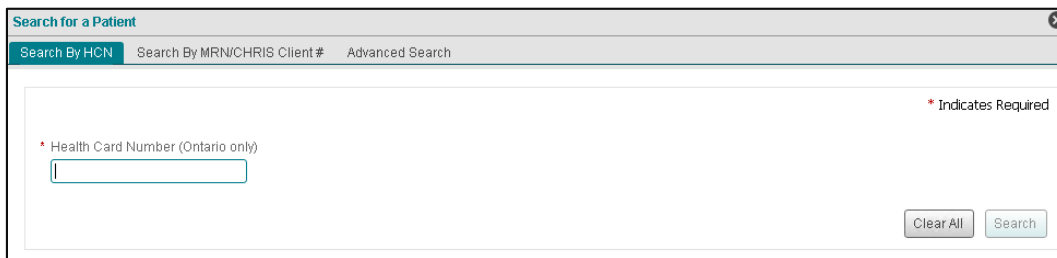 Search for a Patient
Search By HCN Search By MRN/CHRIS Client # Advanced Search
* Indicates Required
* Health Card Number (Ontario only)
Clear All Search